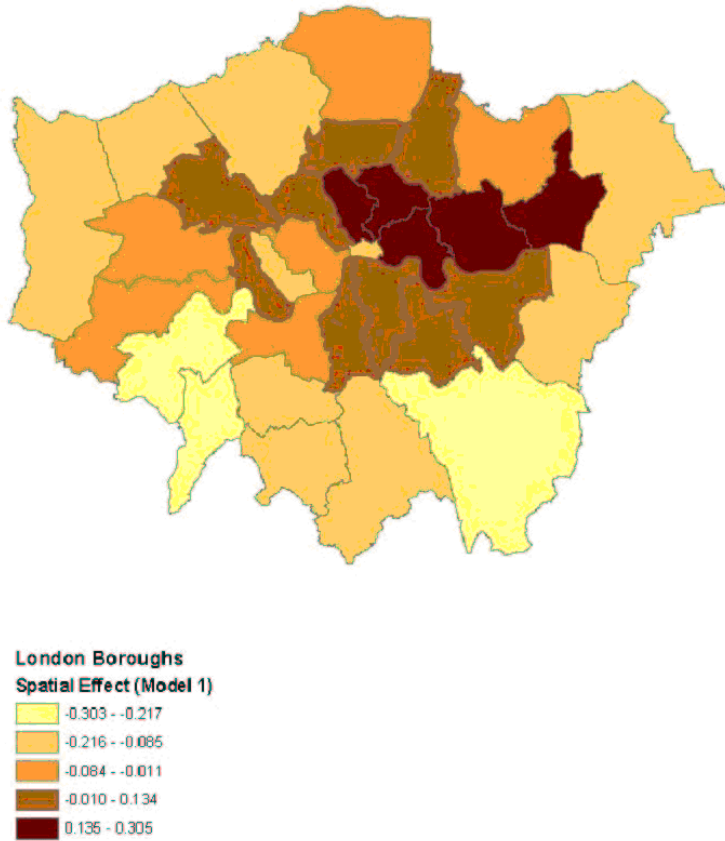 London Boroughs
Spatial Effect (Model 1)
-0.303 - -0.217
-0.216 - -0.085
-0.084 - -0.011
-0.010 - 0.134
0.135 - 0.305